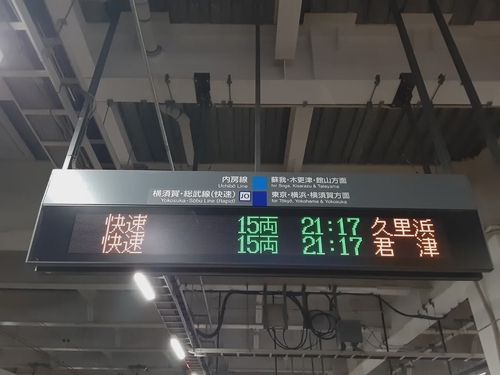 内房線 蘇我・木更津・館山方面
Uchibō Line for Soga, Kisarazu & Tateyama
横須賀・総武線(快速) JO 東京・横浜・横須賀方面
Yokosuka-Sōbu Line (Rapid) for Tōkyō, Yokohama & Yokosuka
快速 15両 21:17 久里浜
快速 15両 21:17 君津